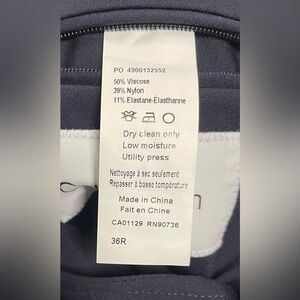 PO 4900132552
50% Viscose
39% Nylon
11% Elastane-Élasthanne
Dry clean only
Low moisture
Utility press
Nettoyage à sec seulement
Repasser à basso température
Made in China
Fait en Chine
CA01129 RN90736
36R